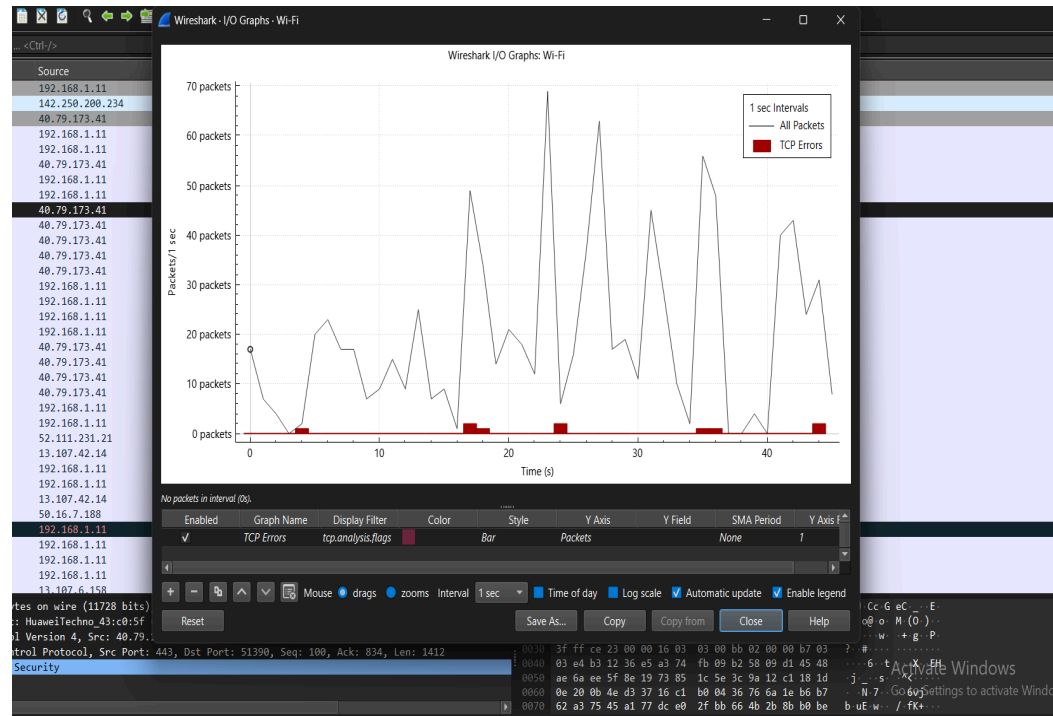 Wireshark · I/O Graphs · Wi-Fi
... <Ctrl-/>
Source
192.168.1.11
142.250.200.234
40.79.173.41
192.168.1.11
192.168.1.11
40.79.173.41
192.168.1.11
192.168.1.11
40.79.173.41
40.79.173.41
40.79.173.41
40.79.173.41
40.79.173.41
192.168.1.11
192.168.1.11
192.168.1.11
192.168.1.11
40.79.173.41
40.79.173.41
40.79.173.41
40.79.173.41
192.168.1.11
192.168.1.11
52.111.231.21
13.107.42.14
192.168.1.11
192.168.1.11
13.107.42.14
50.16.7.188
192.168.1.11
192.168.1.11
192.168.1.11
192.168.1.11
13.107.6.158
Wireshark I/O Graphs: Wi-Fi
70 packets
60 packets
50 packets
40 packets
30 packets
20 packets
10 packets
0 packets
Packets/1 sec
1 sec Intervals
All Packets
TCP Errors
0 10 20 30 40
Time (s)
No packets in interval (0s).
Enabled Graph Name Display Filter Color Style Y Axis Y Field SMA Period Y Axis F
TCP Errors tcp.analysis.flags Bar Packets None 1
Mouse drags zooms Interval 1 sec Time of day Log scale Automatic update Enable legend
Reset Save As... Copy Copy from Close Help
ytes on wire (11728 bits)
: HuaweiTechno_43:c0:5f
ol Version 4, Src: 40.79.
ntrol Protocol, Src Port: 443, Dst Port: 51390, Seq: 100, Ack: 834, Len: 1412
Security
0030 3f ff ce 23 00 00 16 03 03 00 bb 02 00 00 b7 03
0040 03 e4 b3 12 36 e5 a3 74 fb 09 b2 58 09 d1 45 48
0050 ae 6a ee 5f 8e 19 73 85 1c 5e 3c 9a 12 c1 18 1d
0060 0e 20 0b 4e d3 37 16 c1 b0 04 36 76 6a 1e b6 b7
0070 62 a3 75 45 a1 77 dc e0 2f bb 66 4b 2b 8b b0 be
Activate Windows
Go to Settings to activate Windo